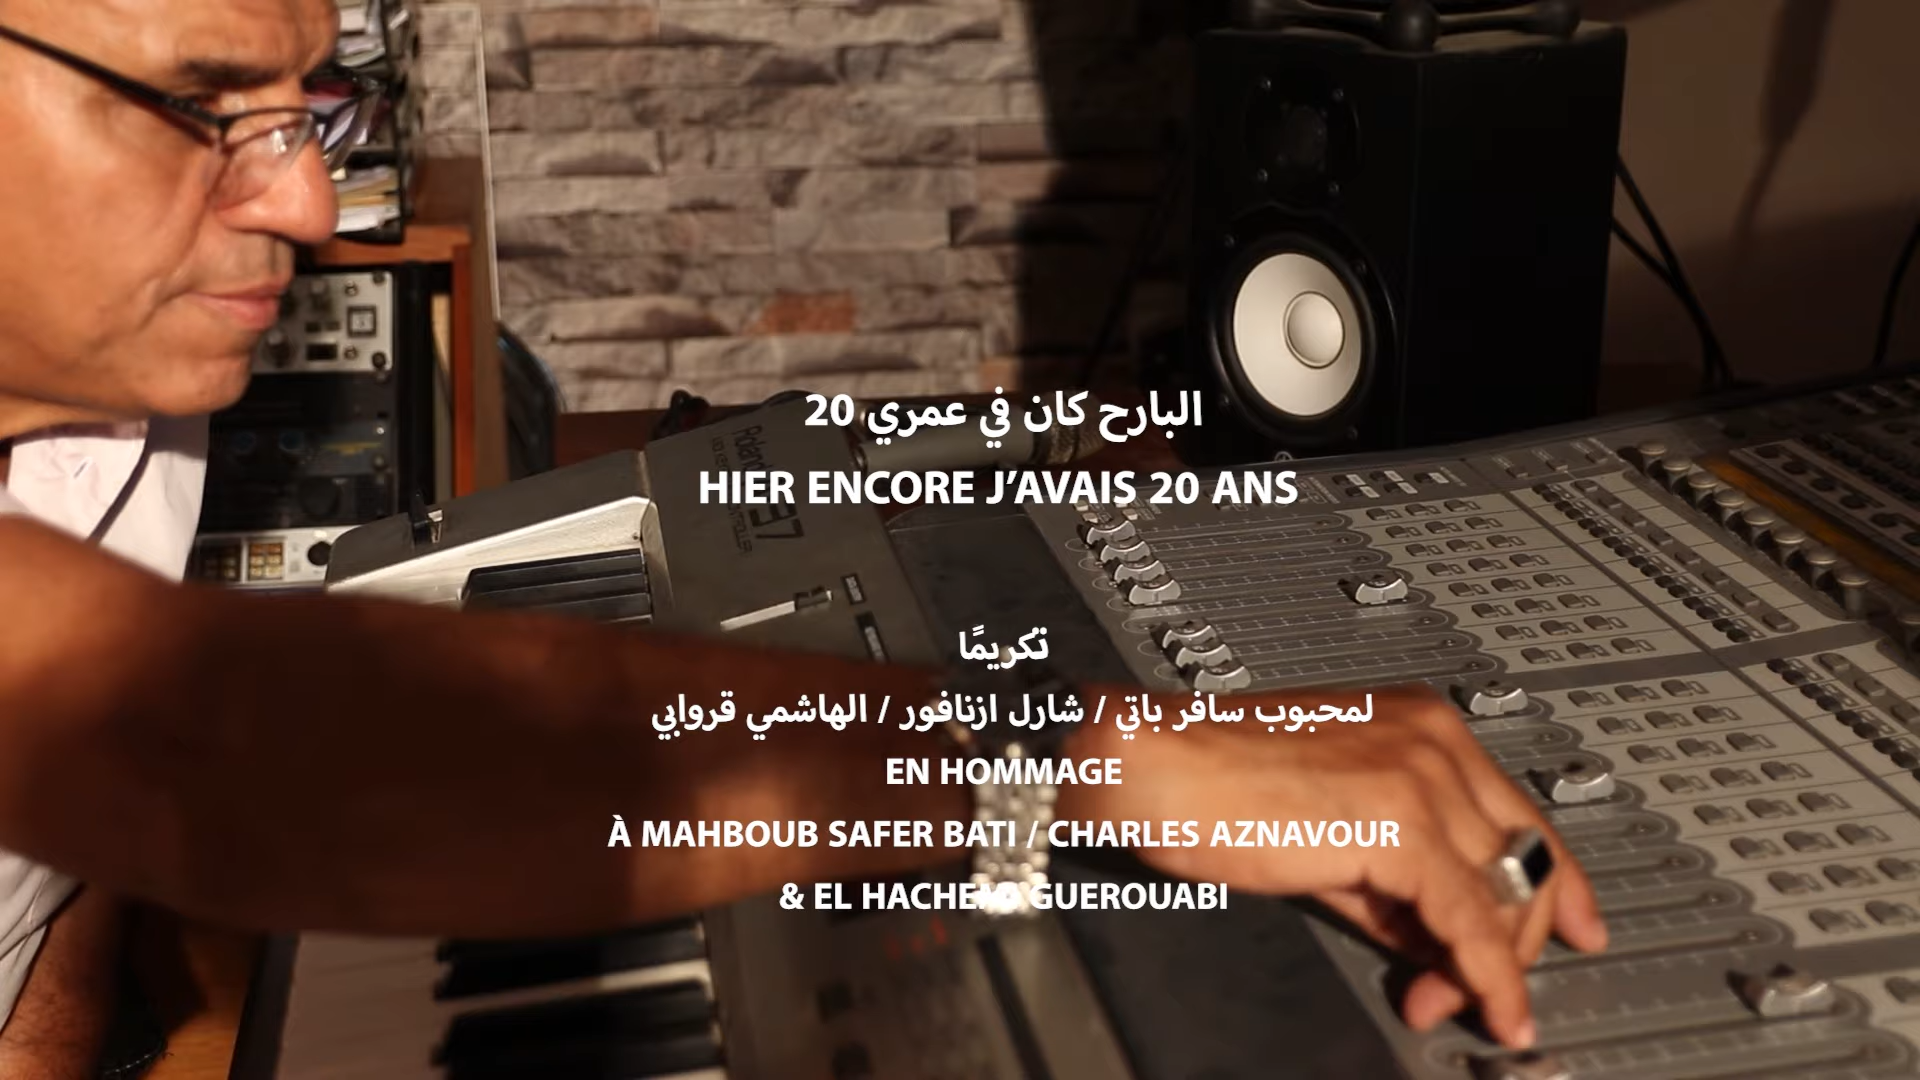 البارح كان في عمري 20
HIER ENCORE J’AVAIS 20 ANS
تكريمًا
لمحبوب سافر باتي / شارل ازنافور / الهاشمي قروابي
EN HOMMAGE
À MAHBOUB SAFER BATI / CHARLES AZNAVOUR
& EL HACHEMI GUEROUABI
Roland